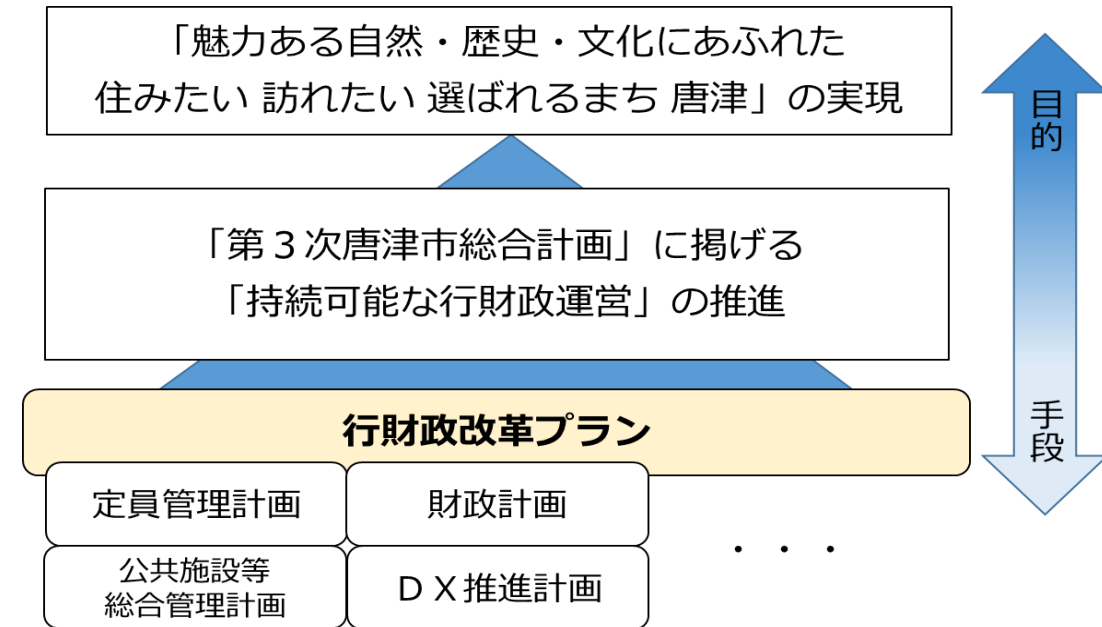 「魅力ある自然・歴史・文化にあふれた
住みたい 訪れたい 選ばれるまち 唐津」の実現
目的
「第３次唐津市総合計画」に掲げる
「持続可能な行財政運営」の推進
手段
行財政改革プラン
定員管理計画
財政計画
公共施設等
総合管理計画
ＤＸ推進計画
・・・